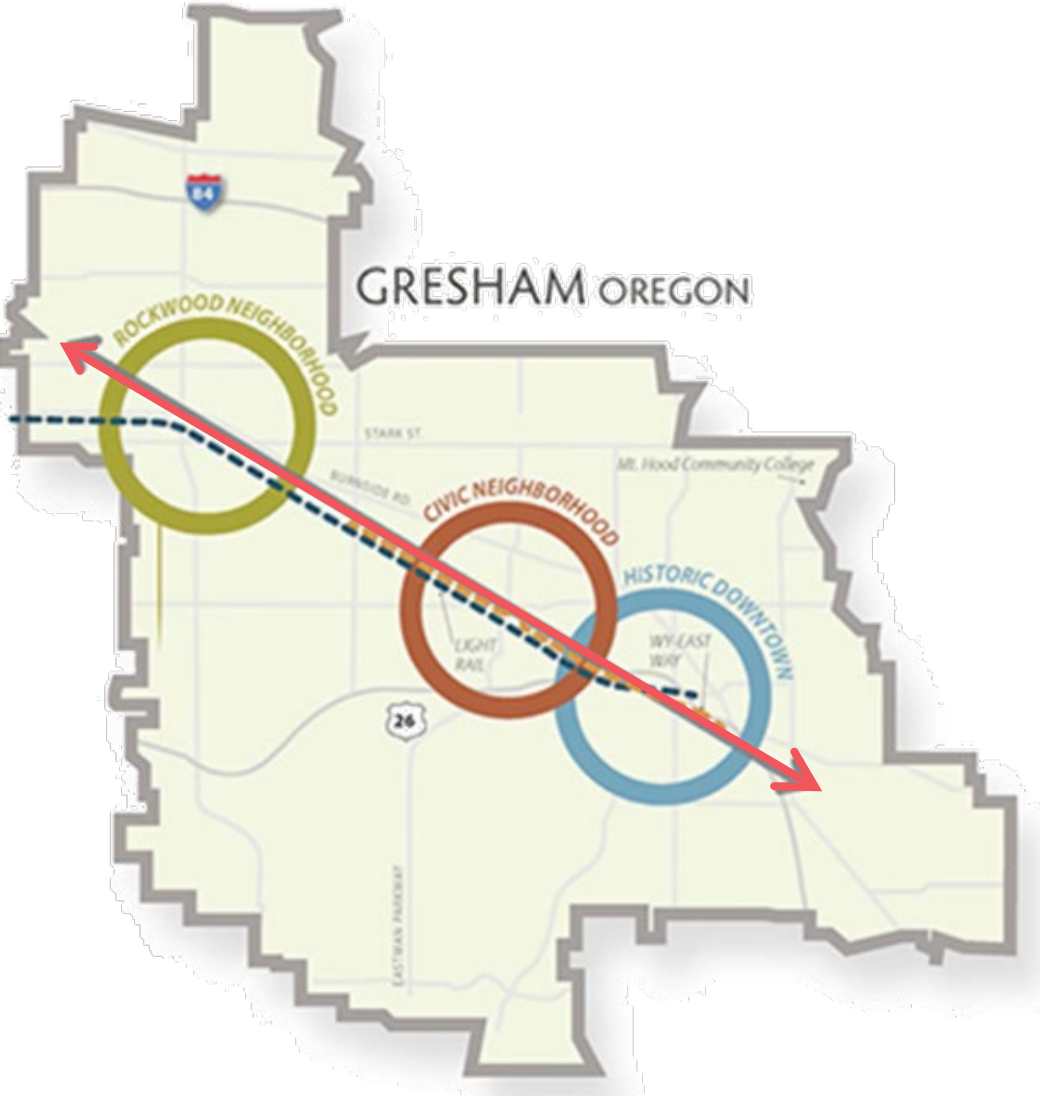 84
GRESHAM OREGON
ROCKWOOD NEIGHBORHOOD
STARK ST.
Mt. Hood Community College
BURNSIDE RD.
CIVIC NEIGHBORHOOD
HISTORIC DOWNTOWN
LIGHT
RAIL
WY-EAST
WAY
26
EASTMAN PARKWAY